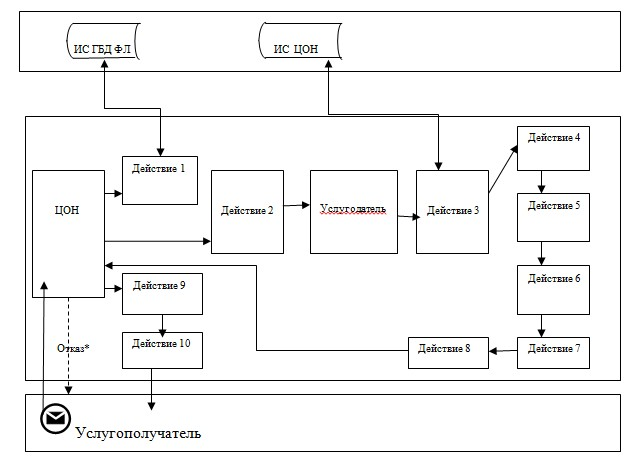 ИС ГБД ФЛ
ИС ЦОН
Действие 1
Действие 4
ЦОН
Действие 2
Услугодатель
Действие 3
Действие 5
Действие 9
Действие 6
Отказ*
Действие 10
Действие 8
Действие 7
Услугополучатель